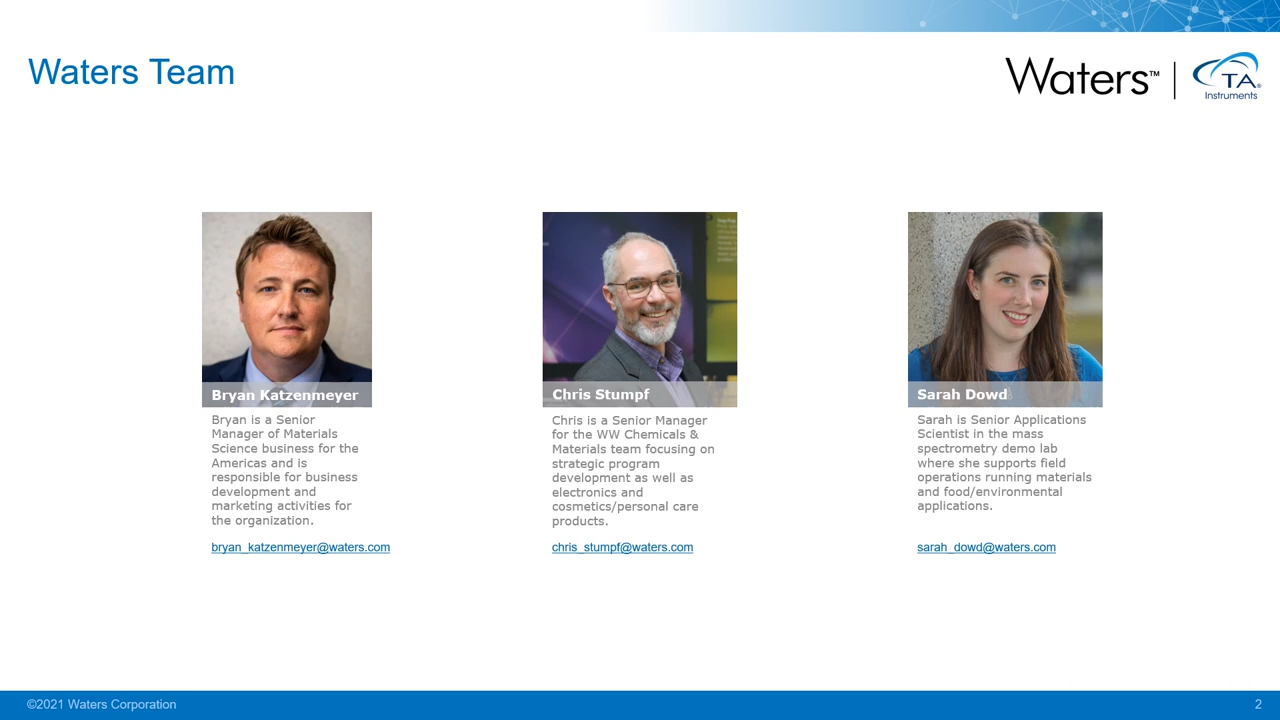 Waters Team
Waters™
TA®
Instruments
Bryan Katzenmeyer
Bryan is a Senior
Manager of Materials
Science business for the
Americas and is
responsible for business
development and
marketing activities for
the organization.
bryan_katzenmeyer@waters.com
Chris Stumpf
Chris is a Senior Manager
for the WW Chemicals &
Materials team focusing on
strategic program
development as well as
electronics and
cosmetics/personal care
products.
chris_stumpf@waters.com
Sarah Dowd
Sarah is Senior Applications
Scientist in the mass
spectrometry demo lab
where she supports field
operations running materials
and food/environmental
applications.
sarah_dowd@waters.com
©2021 Waters Corporation
2